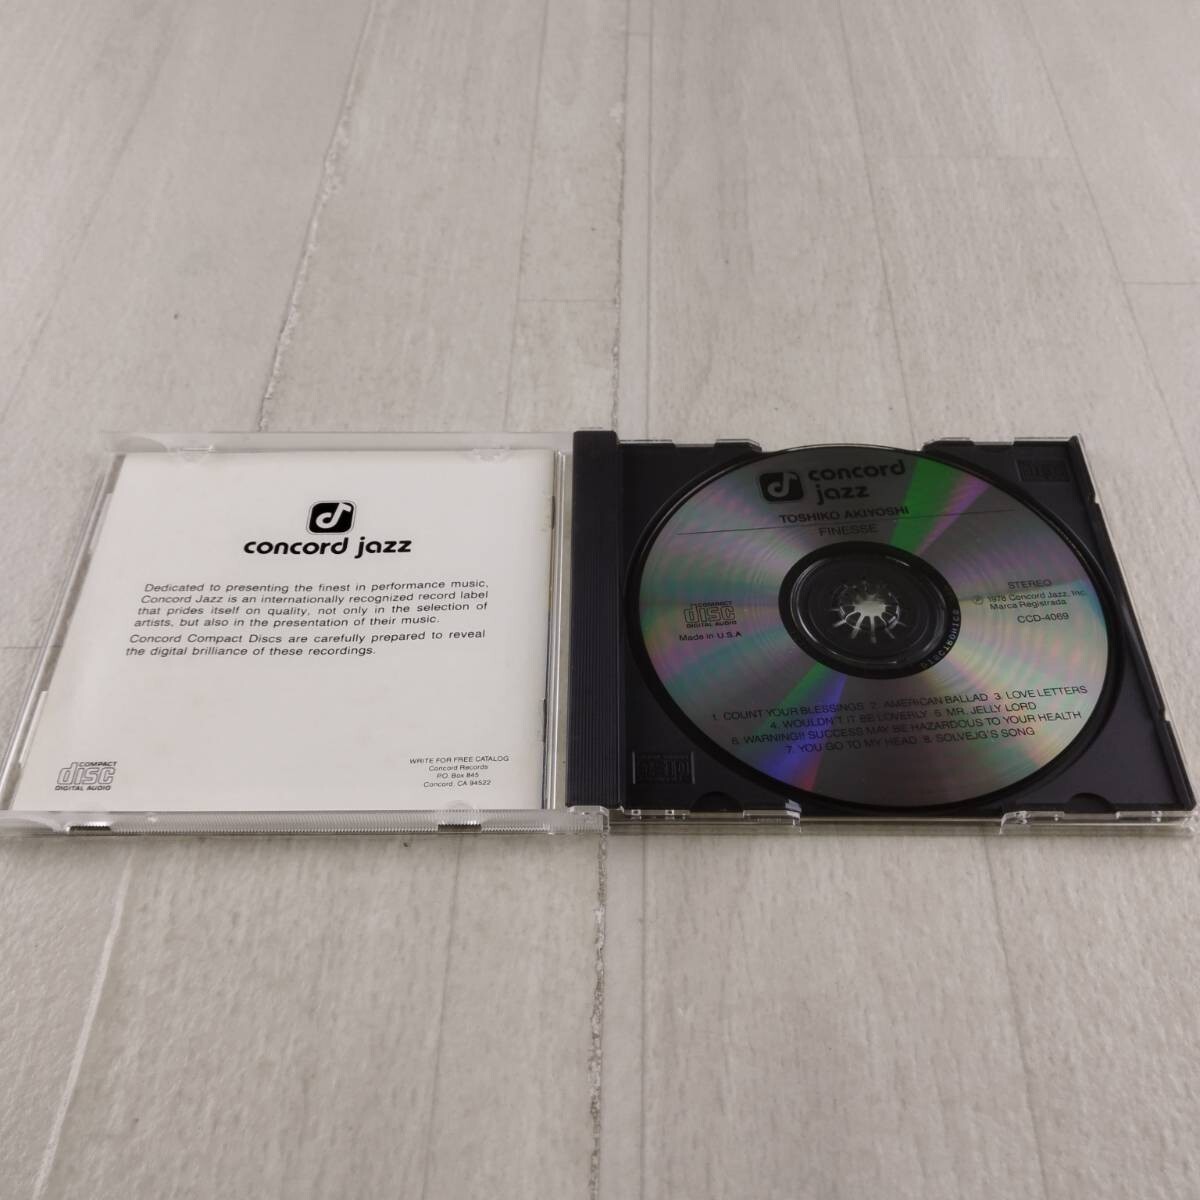 concord jazz
Dedicated to presenting the finest in performance music,
Concord Jazz is an internationally recognized record label
that prides itself on quality, not only in the selection of
artists, but also in the presentation of their music.
Concord Compact Discs are carefully prepared to reveal
the digital brilliance of these recordings.
COMPACT
disc
DIGITAL AUDIO
WRITE FOR FREE CATALOG
Concord Records
P.O. Box 845
Concord, CA 94522
concord
jazz
TOSHIKO AKIYOSHI
FINESSE
COMPACT
disc
DIGITAL AUDIO
Made in U.S.A
STEREO
℗ 1978 Concord Jazz, Inc.
Marca Registrada
CCD-4069
1. COUNT YOUR BLESSINGS 2. AMERICAN BALLAD 3. LOVE LETTERS
4. WOULDN'T IT BE LOVERLY 5. MR. JELLY LORD
6. WARNING!! SUCCESS MAY BE HAZARDOUS TO YOUR HEALTH
7. YOU GO TO MY HEAD 8. SOLVEJG'S SONG